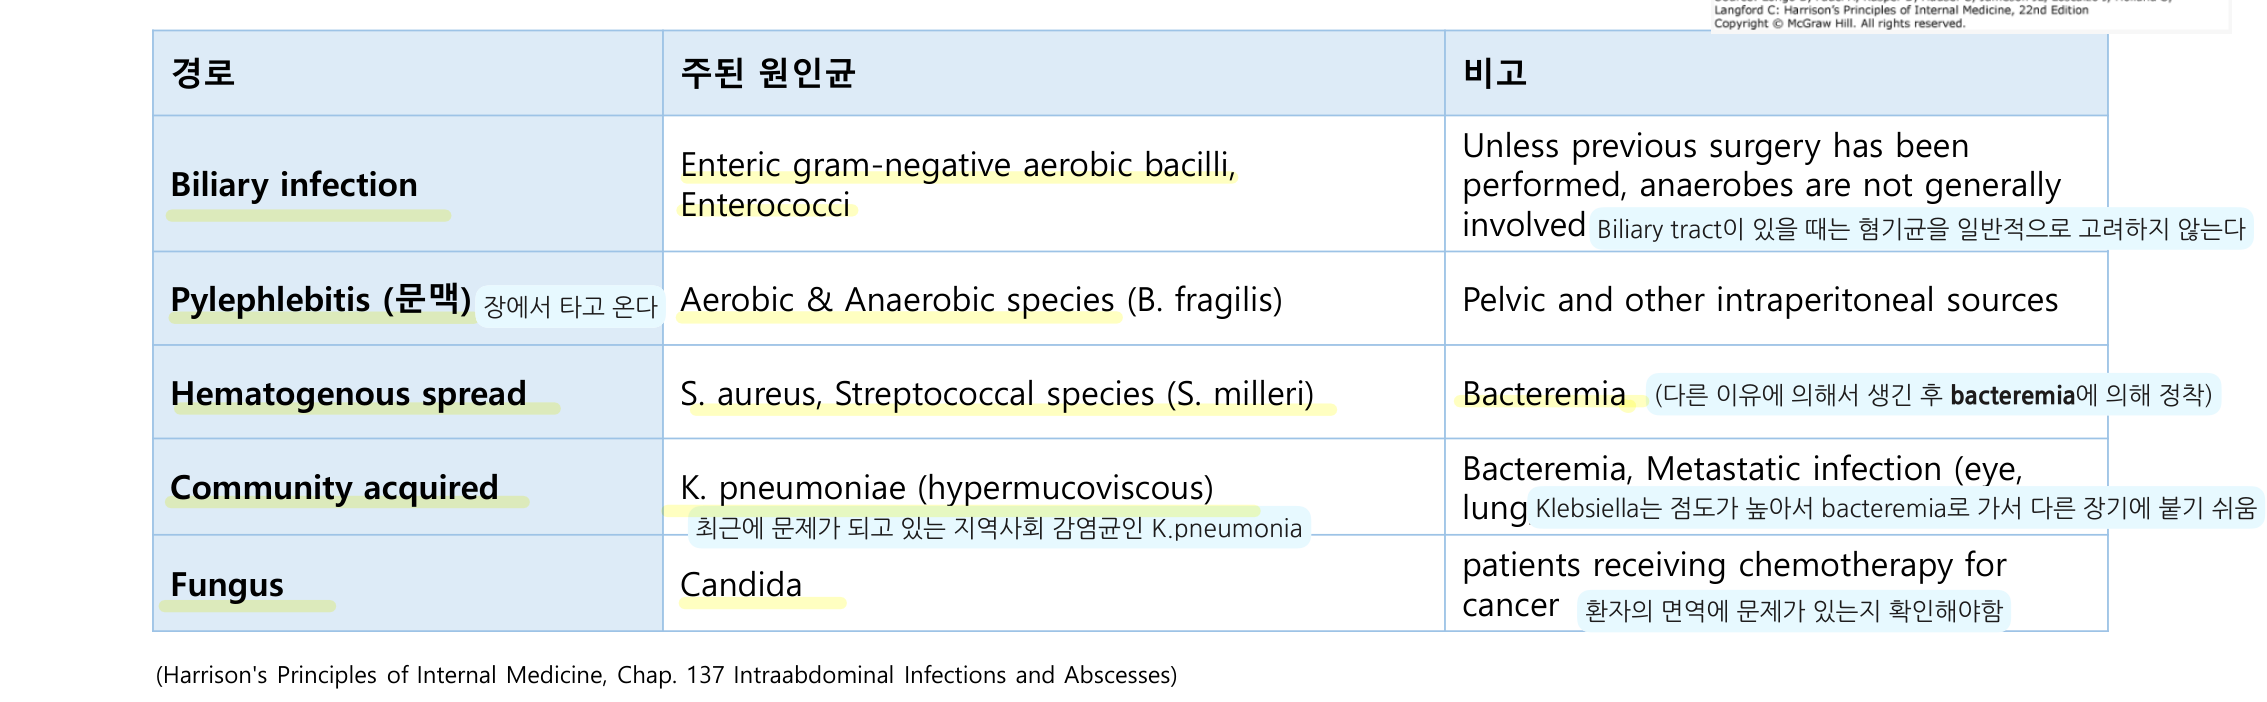 Langford C: Harrison's Principles of Internal Medicine, 22nd Edition
Copyright © McGraw Hill. All rights reserved.
경로
주된 원인균
비고
Biliary infection
Enteric gram-negative aerobic bacilli,
Enterococci
Unless previous surgery has been
performed, anaerobes are not generally
involved Biliary tract이 있을 때는 혐기균을 일반적으로 고려하지 않는다
Pylephlebitis (문맥) 장에서 타고 온다
Aerobic & Anaerobic species (B. fragilis)
Pelvic and other intraperitoneal sources
Hematogenous spread
S. aureus, Streptococcal species (S. milleri)
Bacteremia (다른 이유에 의해서 생긴 후 bacteremia에 의해 정착)
Community acquired
K. pneumoniae (hypermucoviscous)
최근에 문제가 되고 있는 지역사회 감염균인 K.pneumonia
Bacteremia, Metastatic infection (eye,
lung Klebsiella는 점도가 높아서 bacteremia로 가서 다른 장기에 붙기 쉬움
Fungus
Candida
patients receiving chemotherapy for
cancer 환자의 면역에 문제가 있는지 확인해야함
(Harrison's Principles of Internal Medicine, Chap. 137 Intraabdominal Infections and Abscesses)